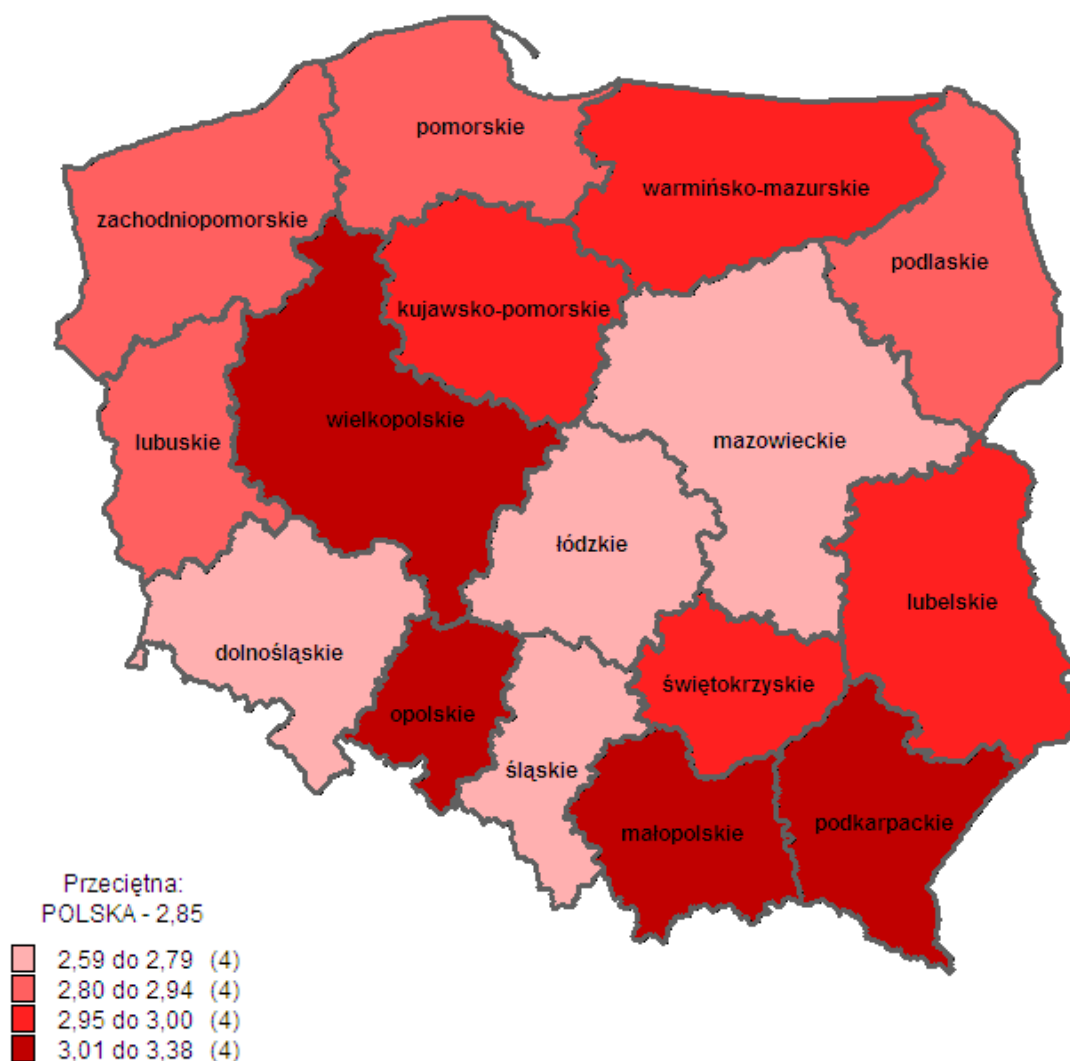 pomorskie
warmińsko-mazurskie
zachodniopomorskie
podlaskie
kujawsko-pomorskie
wielkopolskie
mazowieckie
lubuskie
łódzkie
lubelskie
dolnośląskie
świętokrzyskie
opolskie
śląskie
podkarpackie
małopolskie
Przeciętna:
POLSKA - 2,85
2,59 do 2,79 (4)
2,80 do 2,94 (4)
2,95 do 3,00 (4)
3,01 do 3,38 (4)